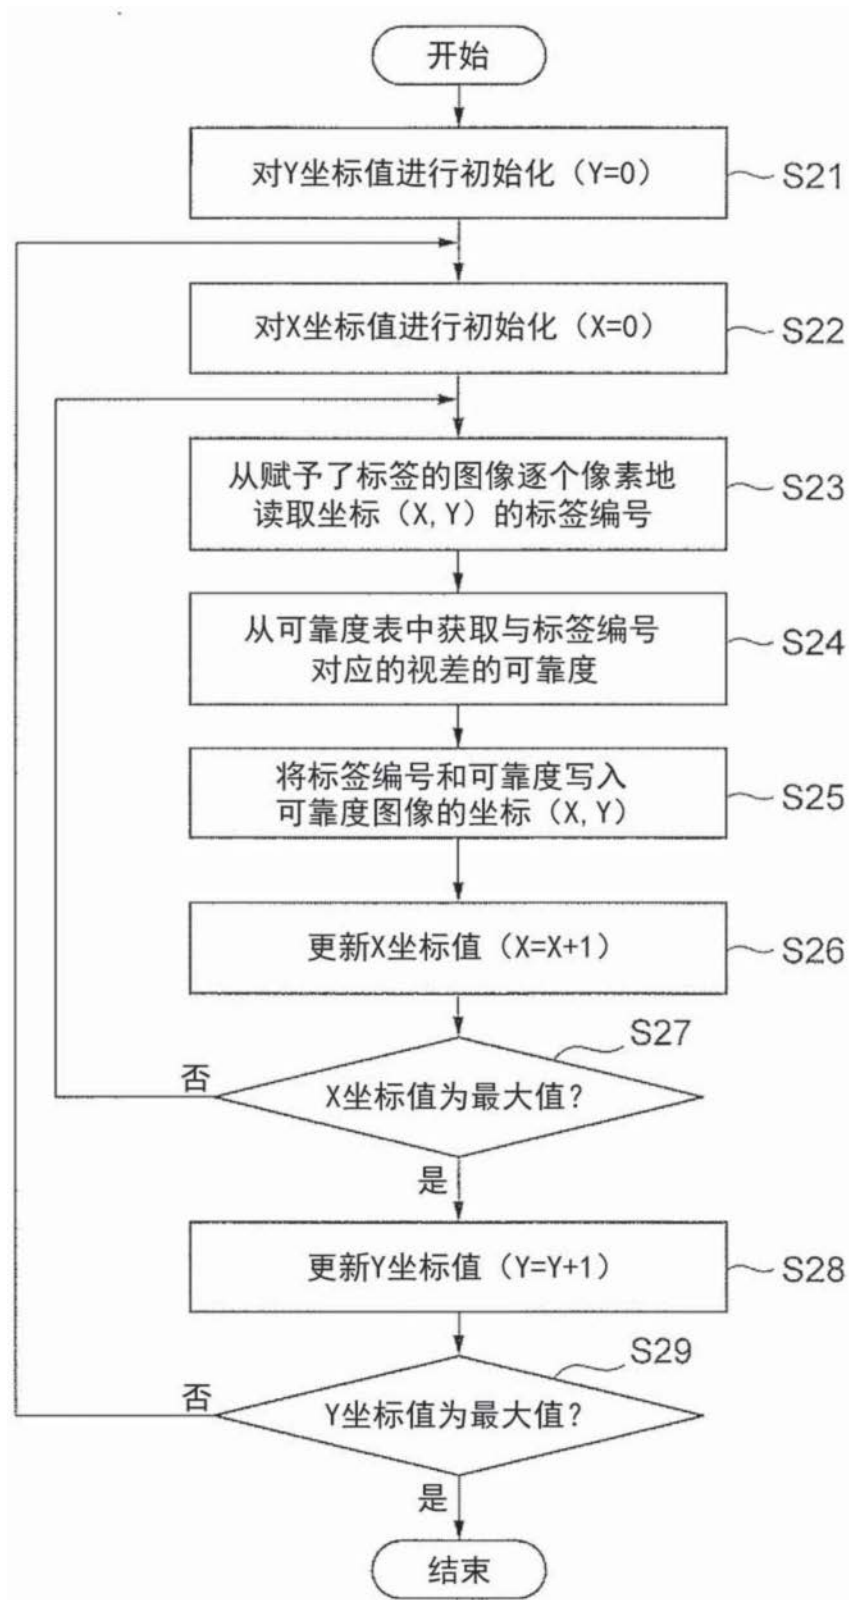 开始
对Y坐标值进行初始化（Y=0）
S21
对X坐标值进行初始化（X=0）
S22
从赋予了标签的图像逐个像素地
读取坐标（X,Y）的标签编号
S23
从可靠度表中获取与标签编号
对应的视差的可靠度
S24
将标签编号和可靠度写入
可靠度图像的坐标（X,Y）
S25
更新X坐标值（X=X+1）
S26
S27
否
X坐标值为最大值?
是
更新Y坐标值（Y=Y+1）
S28
S29
否
Y坐标值为最大值?
是
结束